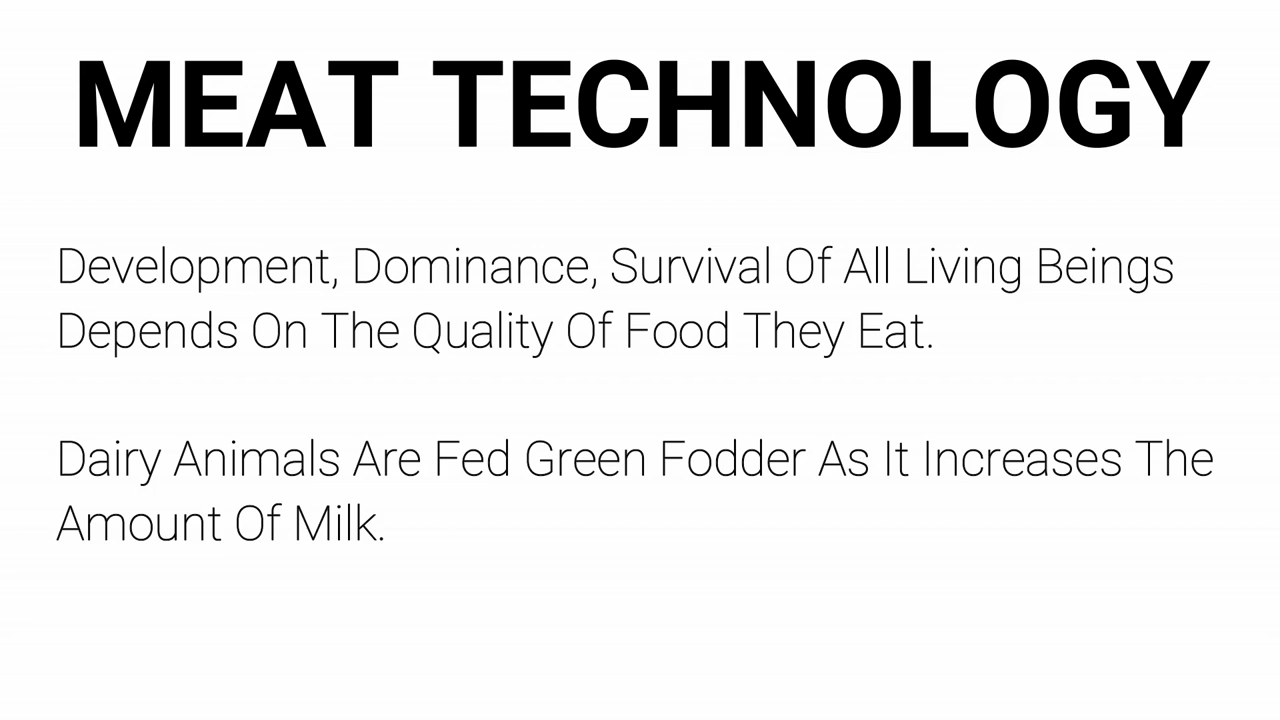 MEAT TECHNOLOGY
Development, Dominance, Survival Of All Living Beings
Depends On The Quality Of Food They Eat.
Dairy Animals Are Fed Green Fodder As It Increases The
Amount Of Milk.